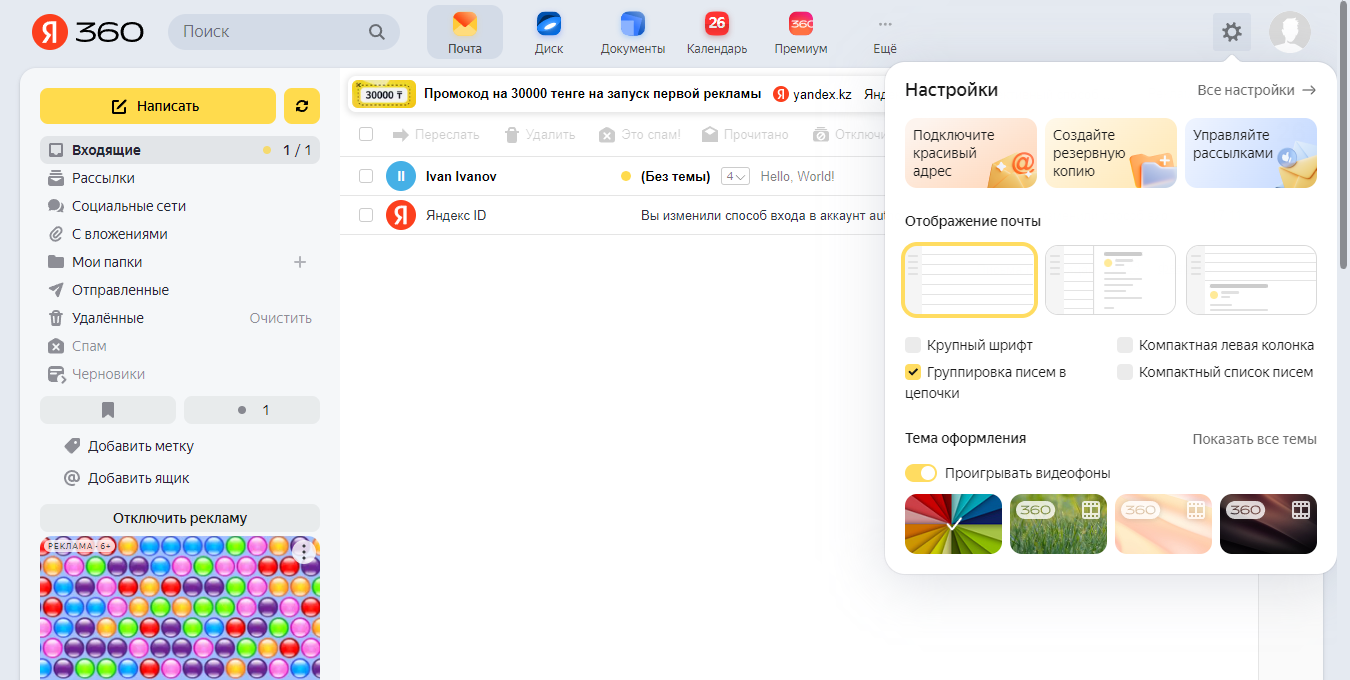 Я 360
Поиск
Почта
Диск
Документы
26
Календарь
360
Премиум
Ещё
Написать
Входящие 1 / 1
Рассылки
Социальные сети
С вложениями
Мои папки
Отправленные
Удалённые Очистить
Спам
Черновики
1
Добавить метку
Добавить ящик
Отключить рекламу
РЕКЛАМА • 6+
30000 ₸ Промокод на 30000 тенге на запуск первой рекламы Я yandex.kz Янд
Переслать Удалить Это спам! Прочитано Отключи
II Ivan Ivanov (Без темы) 4 Hello, World!
Я Яндекс ID Вы изменили способ входа в аккаунт aut
Настройки Все настройки
Подключите
красивый
адрес
Создайте
резервную
копию
Управляйте
рассылками
Отображение почты
Крупный шрифт Компактная левая колонка
Группировка писем в
цепочки
Компактный список писем
Тема оформления Показать все темы
Проигрывать видеофоны
360 360 360